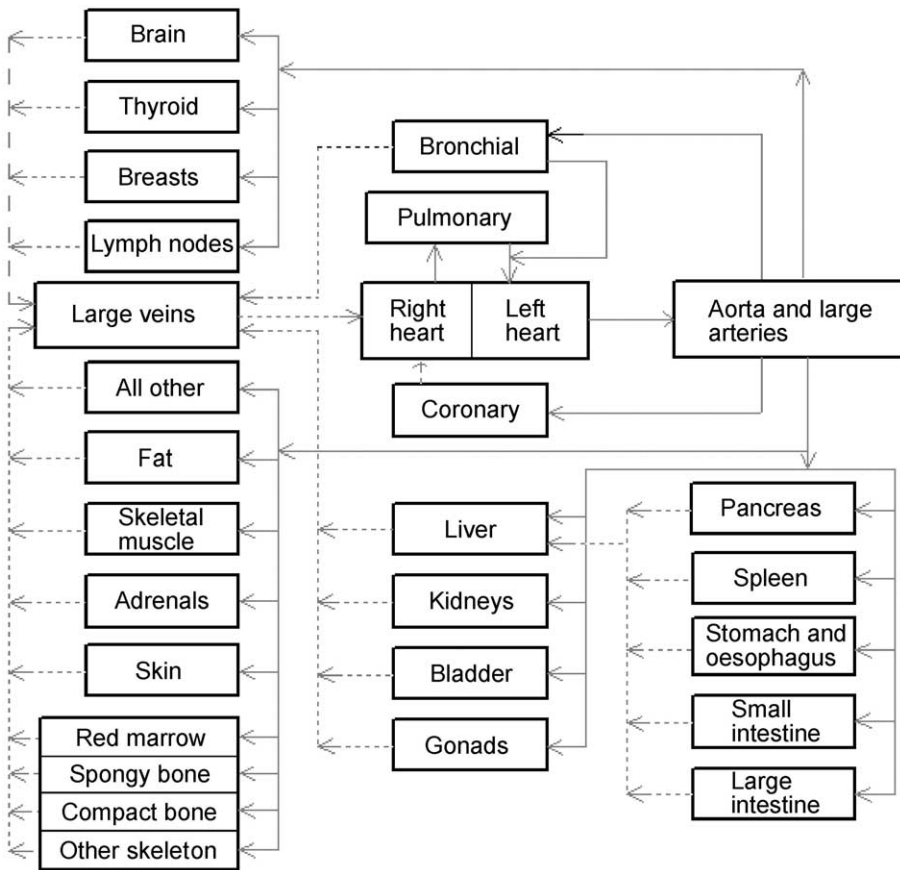 Brain
Thyroid
Breasts
Lymph nodes
Large veins
All other
Fat
Skeletal
muscle
Adrenals
Skin
Red marrow
Spongy bone
Compact bone
Other skeleton
Bronchial
Pulmonary
Right
heart
Left
heart
Coronary
Liver
Kidneys
Bladder
Gonads
Aorta and large
arteries
Pancreas
Spleen
Stomach and
oesophagus
Small
intestine
Large
intestine